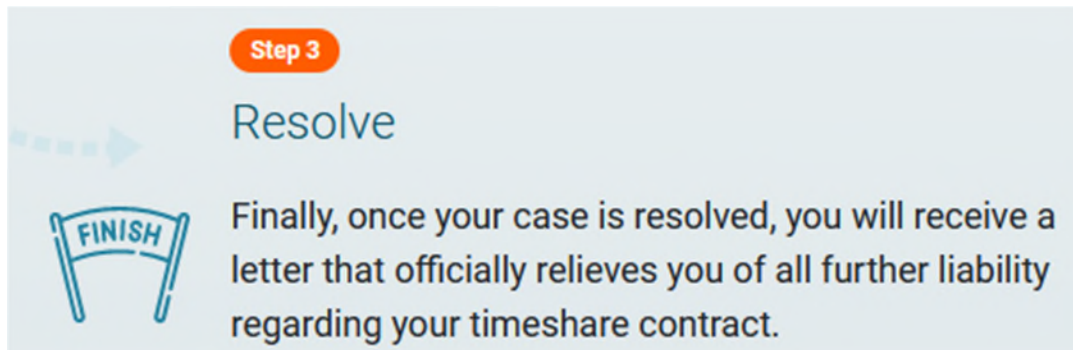 Step 3
Resolve
FINISH
Finally, once your case is resolved, you will receive a
letter that officially relieves you of all further liability
regarding your timeshare contract.